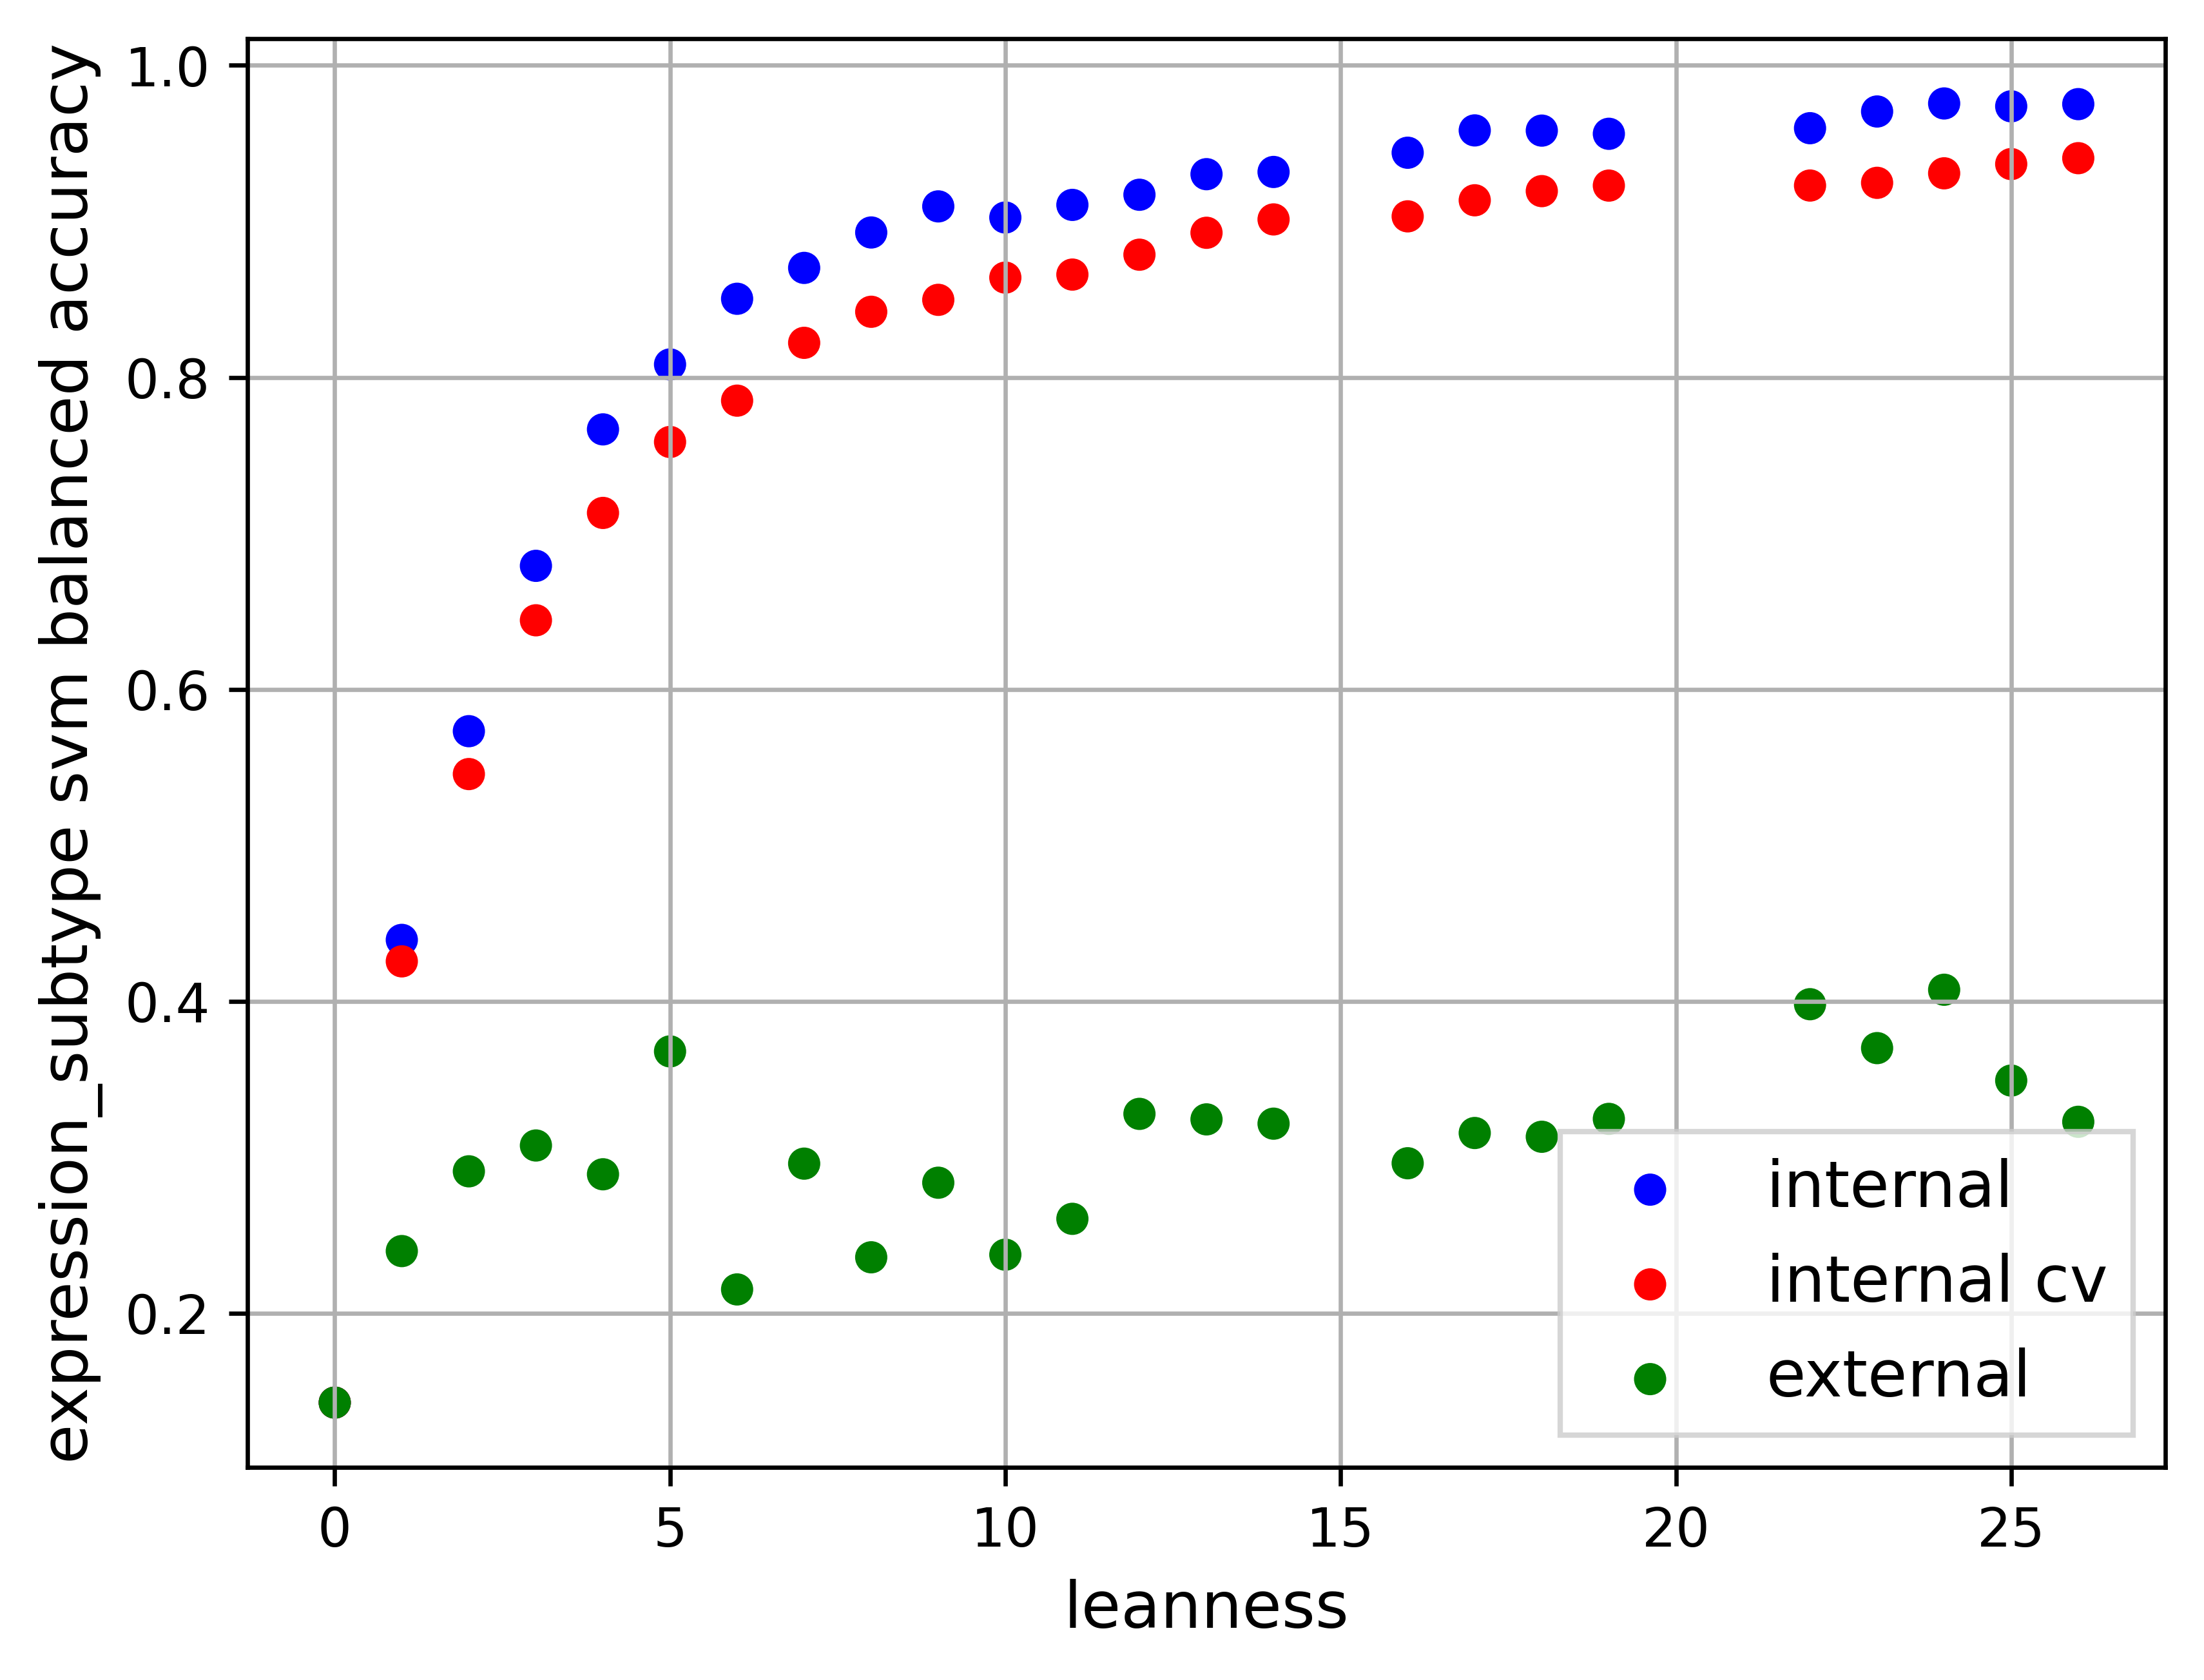 expression_subtype svm balanced accuracy
1.0
0.8
0.6
0.4
0.2
0 5 10 15 20 25
leanness
internal
internal cv
external